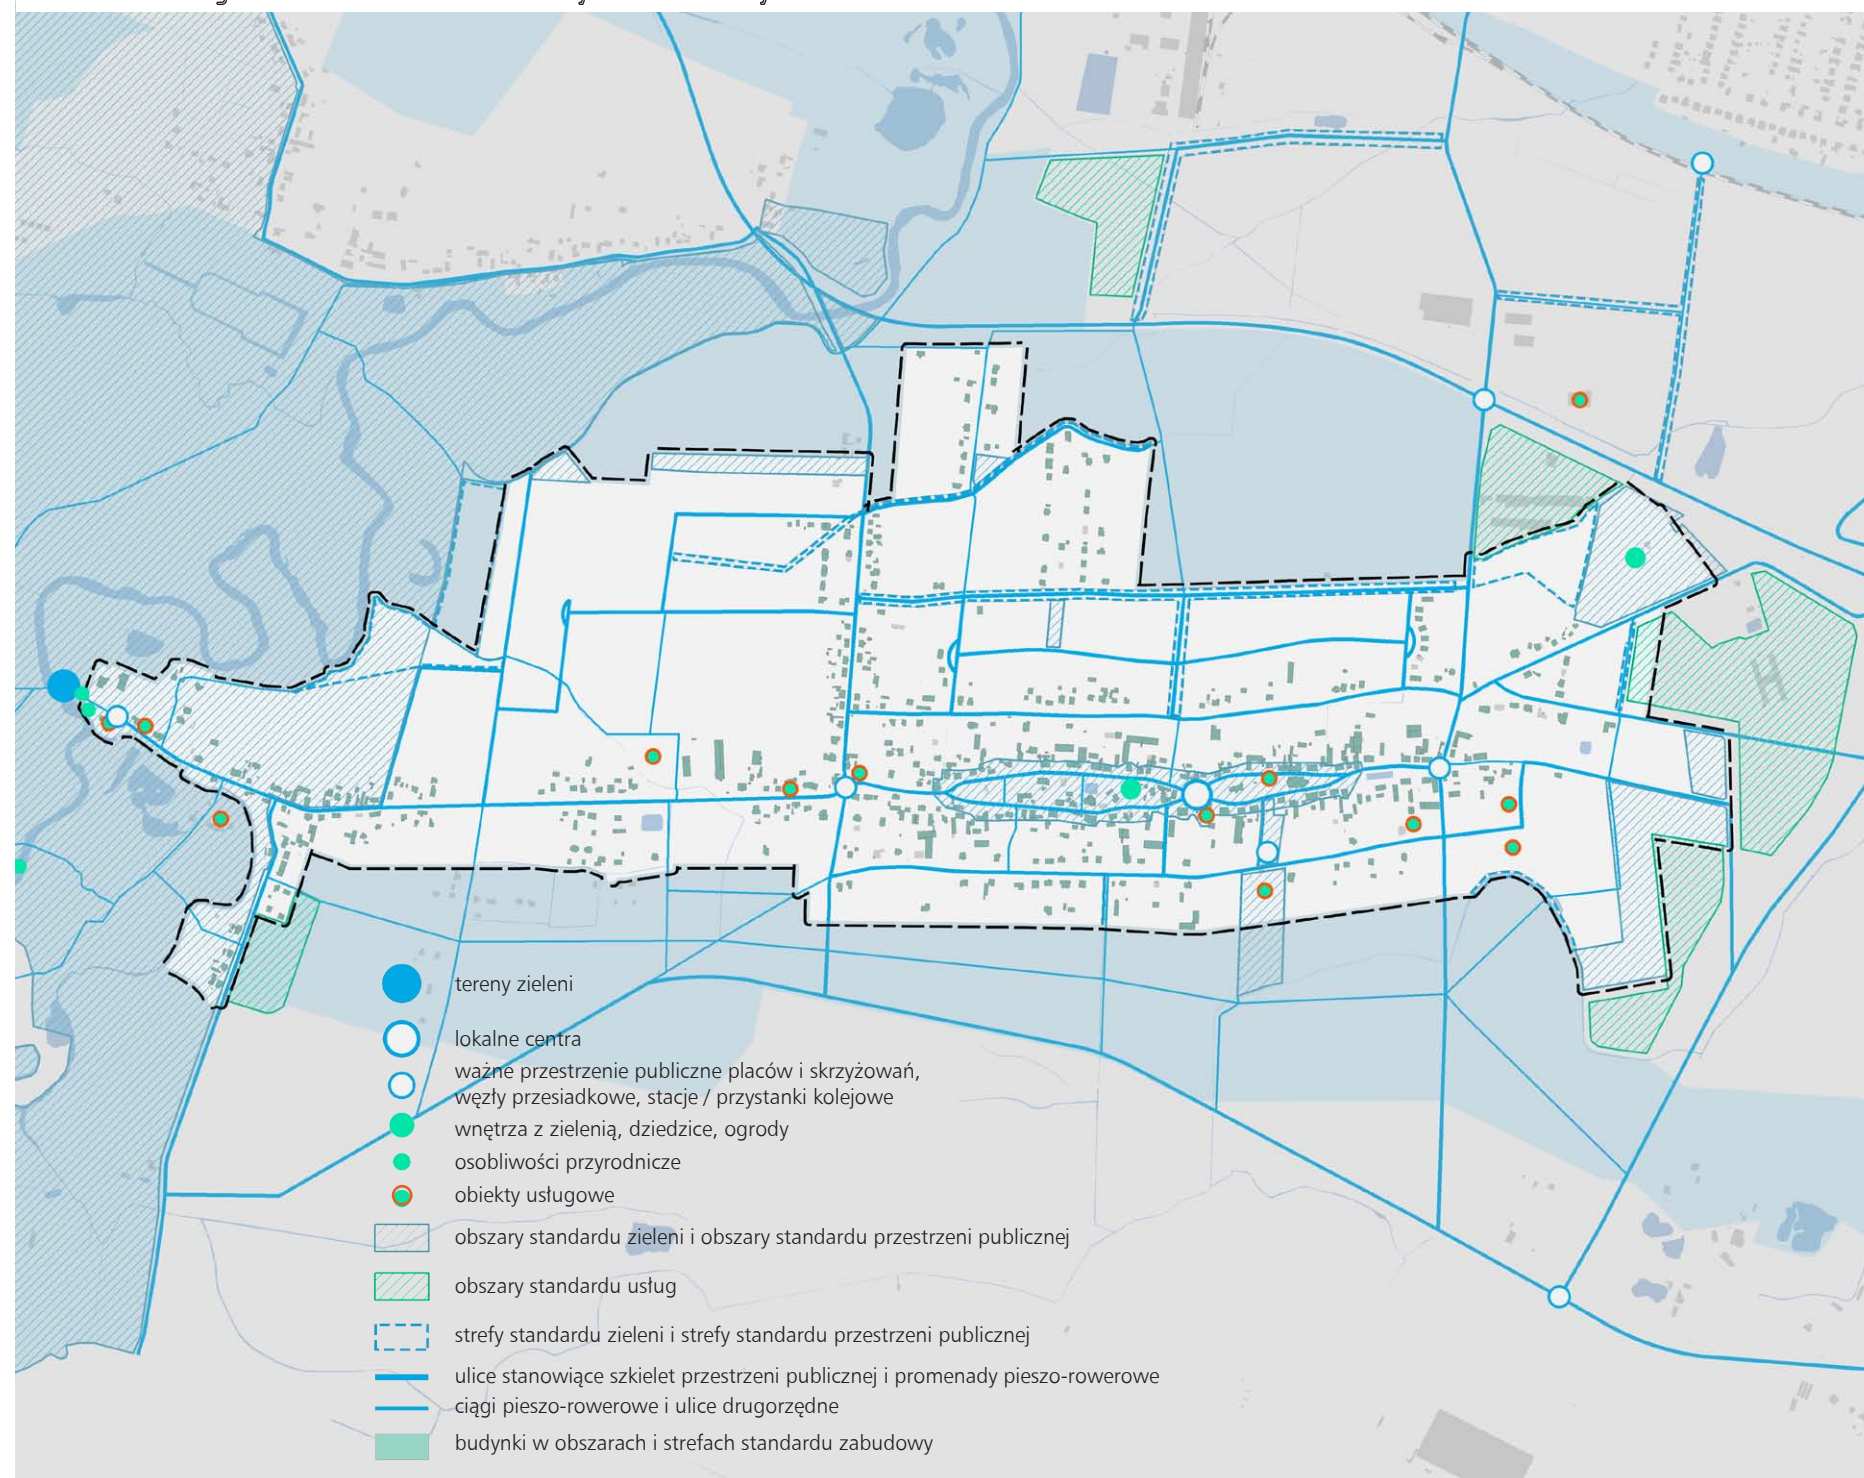 tereny zieleni
lokalne centra
ważne przestrzenie publiczne placów i skrzyżowań,
węzły przesiadkowe, stacje / przystanki kolejowe
wnętrza z zielenią, dziedzice, ogrody
osobliwości przyrodnicze
obiekty usługowe
obszary standardu zieleni i obszary standardu przestrzeni publicznej
obszary standardu usług
strefy standardu zieleni i strefy standardu przestrzeni publicznej
ulice stanowiące szkielet przestrzeni publicznej i promenady pieszo-rowerowe
ciągi pieszo-rowerowe i ulice drugorzędne
budynki w obszarach i strefach standardu zabudowy